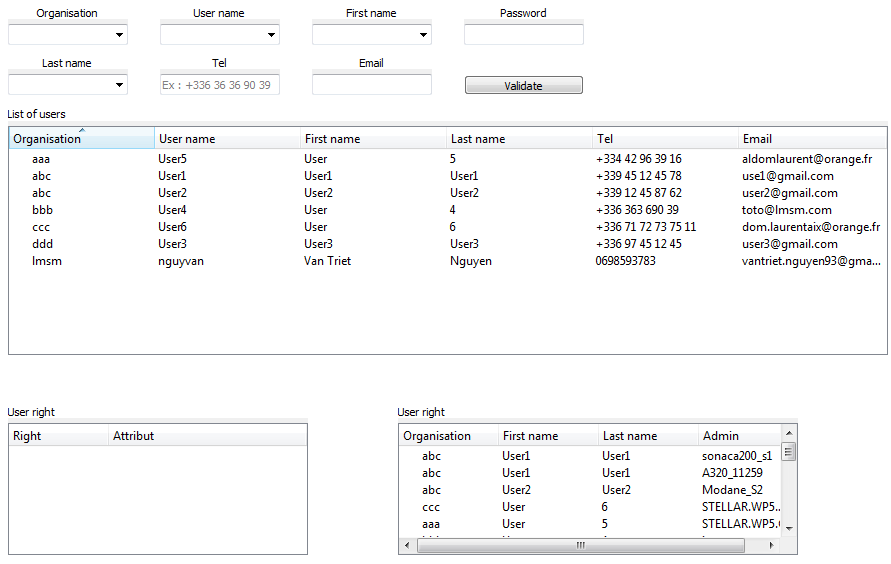 Organisation User name First name Password
Last name Tel Email
Ex : +336 36 36 90 39 Validate
List of users
Organisation User name First name Last name Tel Email
aaa User5 User 5 +334 42 96 39 16 aldomlaurent@orange.fr
abc User1 User1 User1 +339 45 12 45 78 use1@gmail.com
abc User2 User2 User2 +339 12 45 87 62 user2@gmail.com
bbb User4 User 4 +336 363 690 39 toto@lmsm.com
ccc User6 User 6 +336 71 72 73 75 11 dom.laurentaix@orange.fr
ddd User3 User3 User3 +336 97 45 12 45 user3@gmail.com
lmsm nguyvan Van Triet Nguyen 0698593783 vantriet.nguyen93@gma...
User right
Right Attribut
User right
Organisation First name Last name Admin
abc User1 User1 sonaca200_s1
abc User1 User1 A320_11259
abc User2 User2 Modane_S2
ccc User 6 STELLAR.WP5..
aaa User 5 STELLAR.WP5.